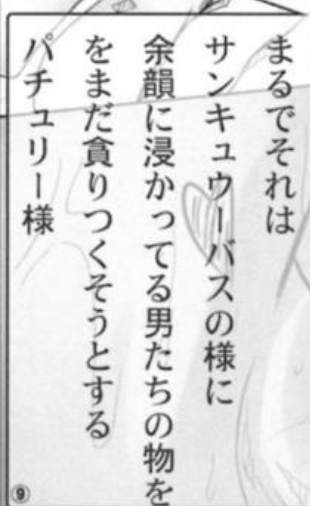 まるでそれは
サンキュウーバスの様に
余韻に浸かってる男たちの物を
をまだ貪りつくそうとする
パチュリー様
⑨